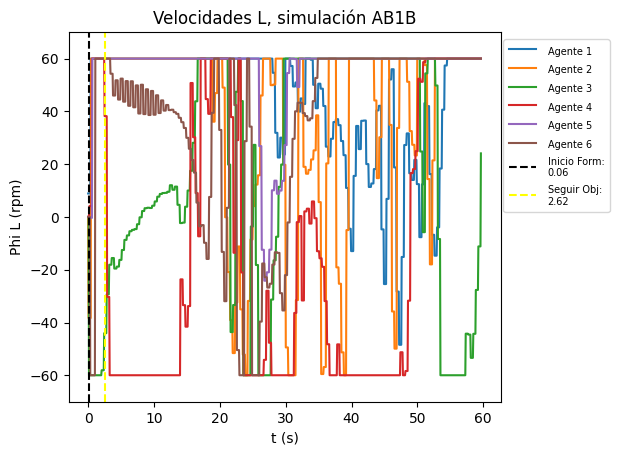 Velocidades L, simulación AB1B
Phi L (rpm)
60
40
20
0
−20
−40
−60
0
10
20
30
40
50
60
t (s)
Agente 1
Agente 2
Agente 3
Agente 4
Agente 5
Agente 6
Inicio Form:
0.06
Seguir Obj:
2.62